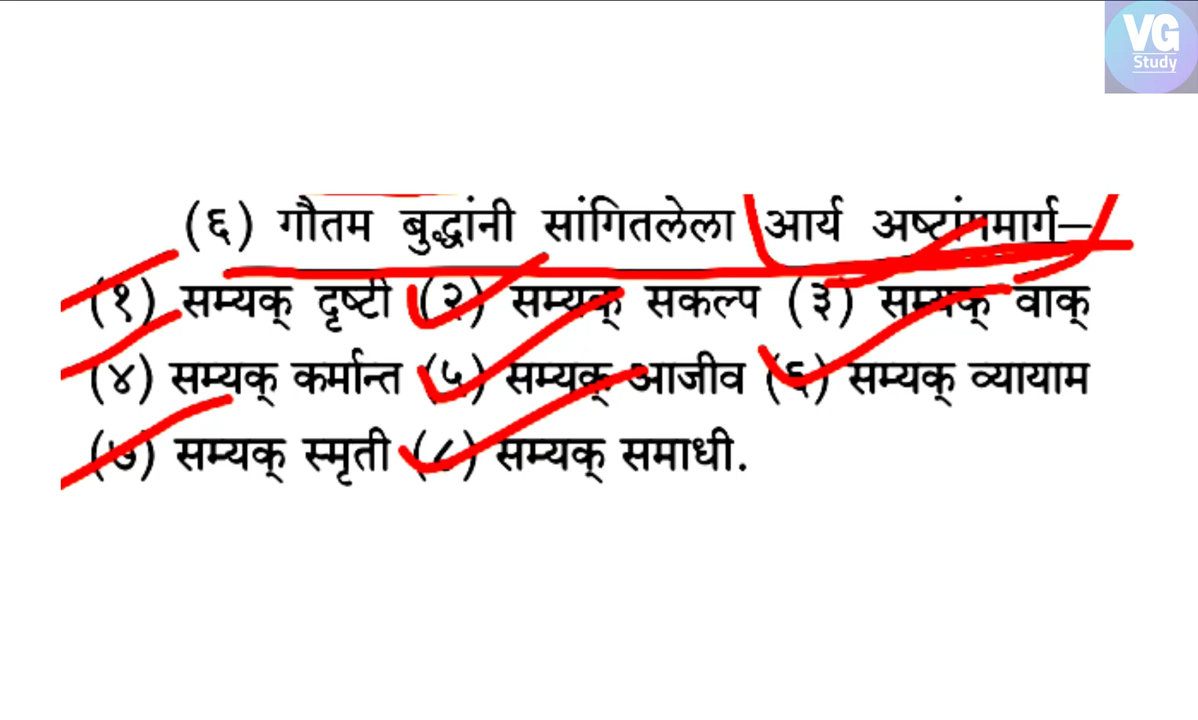 VG
Study
(६) गौतम बुद्धांनी सांगितलेला आर्य अष्टांगमार्ग—
(१) सम्यक् दृष्टी (२) सम्यक् सकल्प (३) सम्यक् वाक्
(४) सम्यक् कर्मान्त (५) सम्यक् आजीव (६) सम्यक् व्यायाम
(७) सम्यक् स्मृती (८) सम्यक् समाधी.